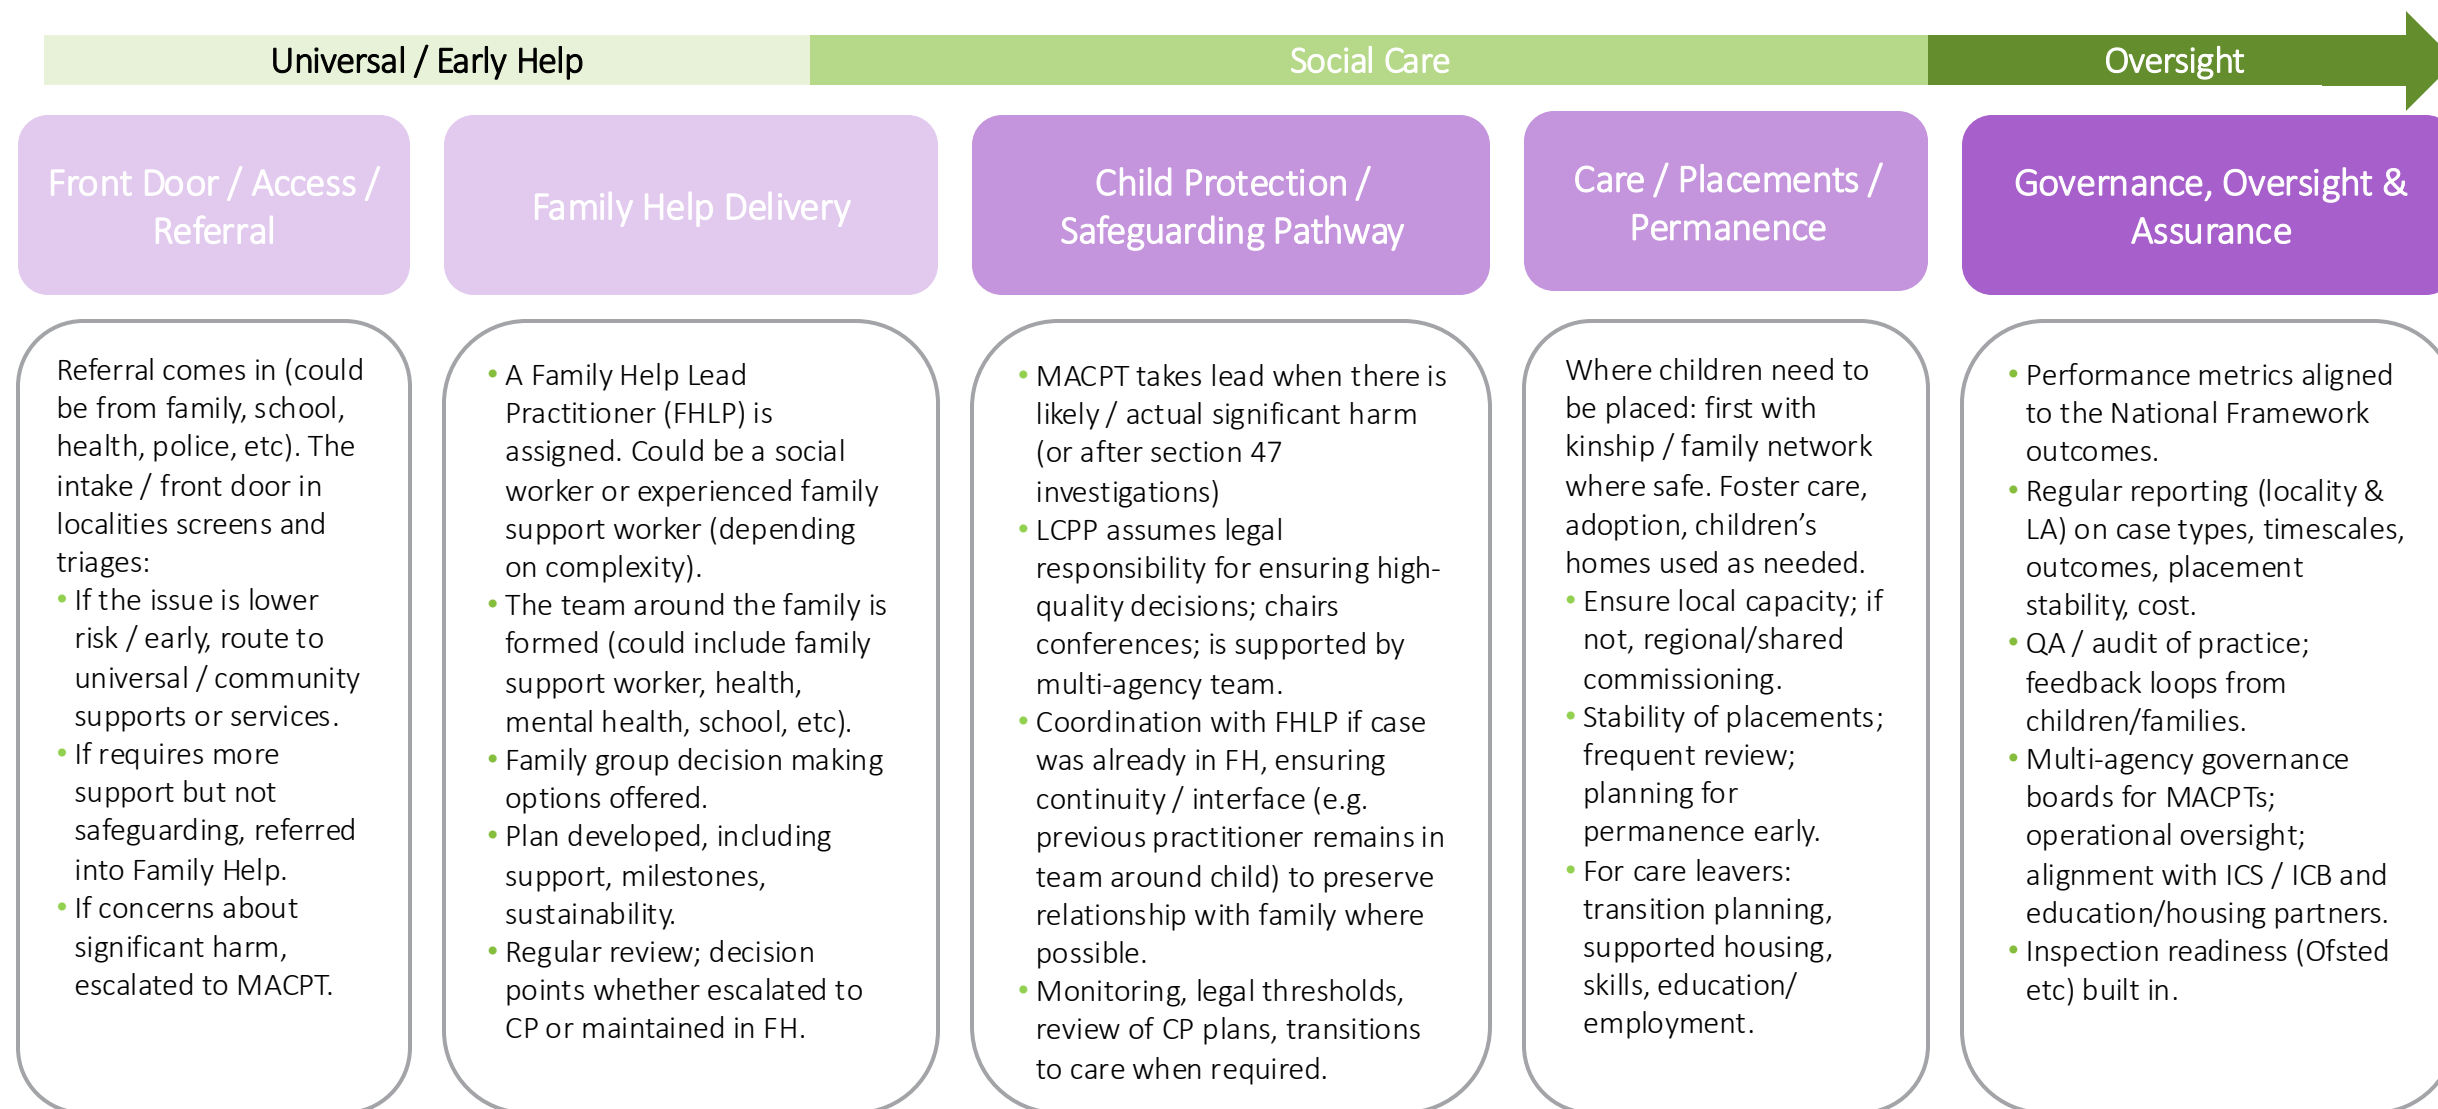 Universal / Early Help
Social Care
Oversight
Front Door / Access /
Referral
Family Help Delivery
Child Protection /
Safeguarding Pathway
Care / Placements /
Permanence
Governance, Oversight &
Assurance
Referral comes in (could
be from family, school,
health, police, etc). The
intake / front door in
localities screens and
triages:
• If the issue is lower
risk / early, route to
universal / community
supports or services.
• If requires more
support but not
safeguarding, referred
into Family Help.
• If concerns about
significant harm,
escalated to MACPT.
• A Family Help Lead
Practitioner (FHLP) is
assigned. Could be a social
worker or experienced family
support worker (depending
on complexity).
• The team around the family is
formed (could include family
support worker, health,
mental health, school, etc).
• Family group decision making
options offered.
• Plan developed, including
support, milestones,
sustainability.
• Regular review; decision
points whether escalated to
CP or maintained in FH.
• MACPT takes lead when there is
likely / actual significant harm
(or after section 47
investigations)
• LCPP assumes legal
responsibility for ensuring high-
quality decisions; chairs
conferences; is supported by
multi-agency team.
• Coordination with FHLP if case
was already in FH, ensuring
continuity / interface (e.g.
previous practitioner remains in
team around child) to preserve
relationship with family where
possible.
• Monitoring, legal thresholds,
review of CP plans, transitions
to care when required.
Where children need to
be placed: first with
kinship / family network
where safe. Foster care,
adoption, children’s
homes used as needed.
• Ensure local capacity; if
not, regional/shared
commissioning.
• Stability of placements;
frequent review;
planning for
permanence early.
• For care leavers:
transition planning,
supported housing,
skills, education/
employment.
• Performance metrics aligned
to the National Framework
outcomes.
• Regular reporting (locality &
LA) on case types, timescales,
outcomes, placement
stability, cost.
• QA / audit of practice;
feedback loops from
children/families.
• Multi-agency governance
boards for MACPTs;
operational oversight;
alignment with ICS / ICB and
education/housing partners.
• Inspection readiness (Ofsted
etc) built in.